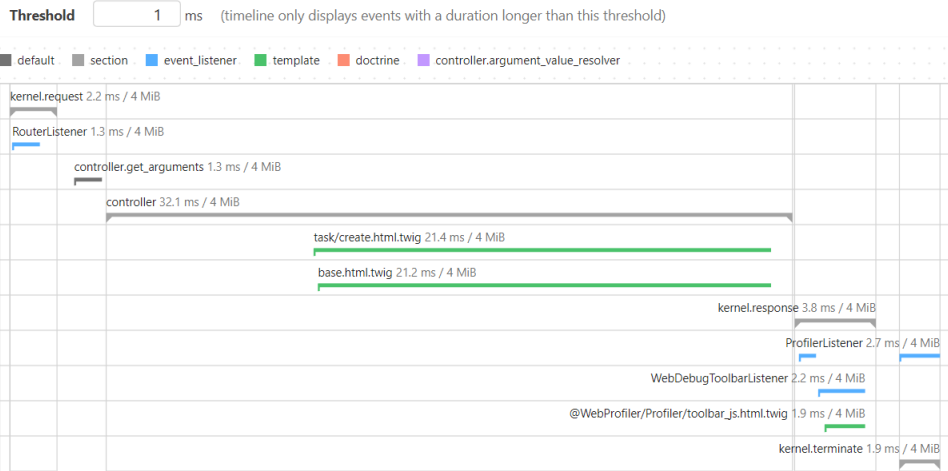 Threshold 1 ms (timeline only displays events with a duration longer than this threshold)
default section event_listener template doctrine controller.argument_value_resolver
kernel.request 2.2 ms / 4 MiB
RouterListener 1.3 ms / 4 MiB
controller.get_arguments 1.3 ms / 4 MiB
controller 32.1 ms / 4 MiB
task/create.html.twig 21.4 ms / 4 MiB
base.html.twig 21.2 ms / 4 MiB
kernel.response 3.8 ms / 4 MiB
ProfilerListener 2.7 ms / 4 MiB
WebDebugToolbarListener 2.2 ms / 4 MiB
@WebProfiler/Profiler/toolbar_js.html.twig 1.9 ms / 4 MiB
kernel.terminate 1.9 ms / 4 MiB